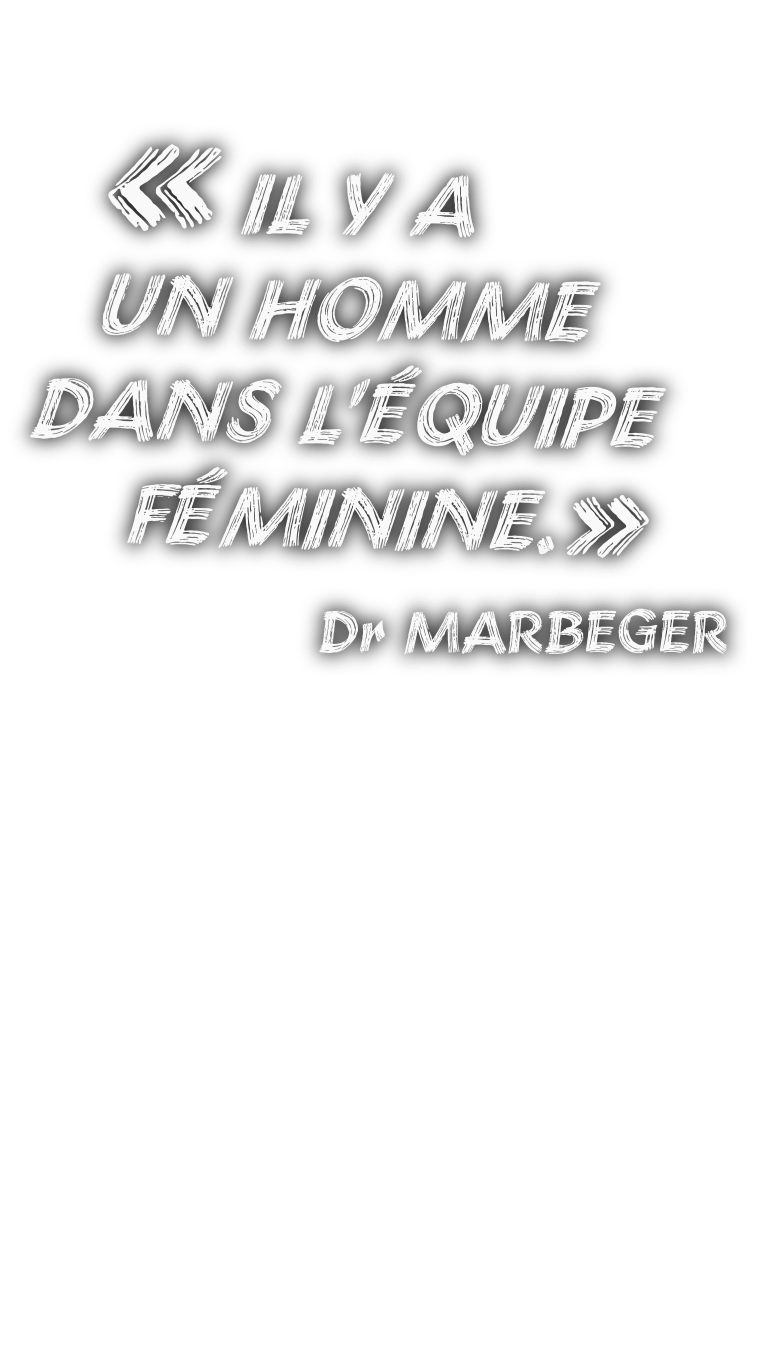 « IL Y A
UN HOMME
DANS L'ÉQUIPE
FÉMININE. »
Dr MARBEGER